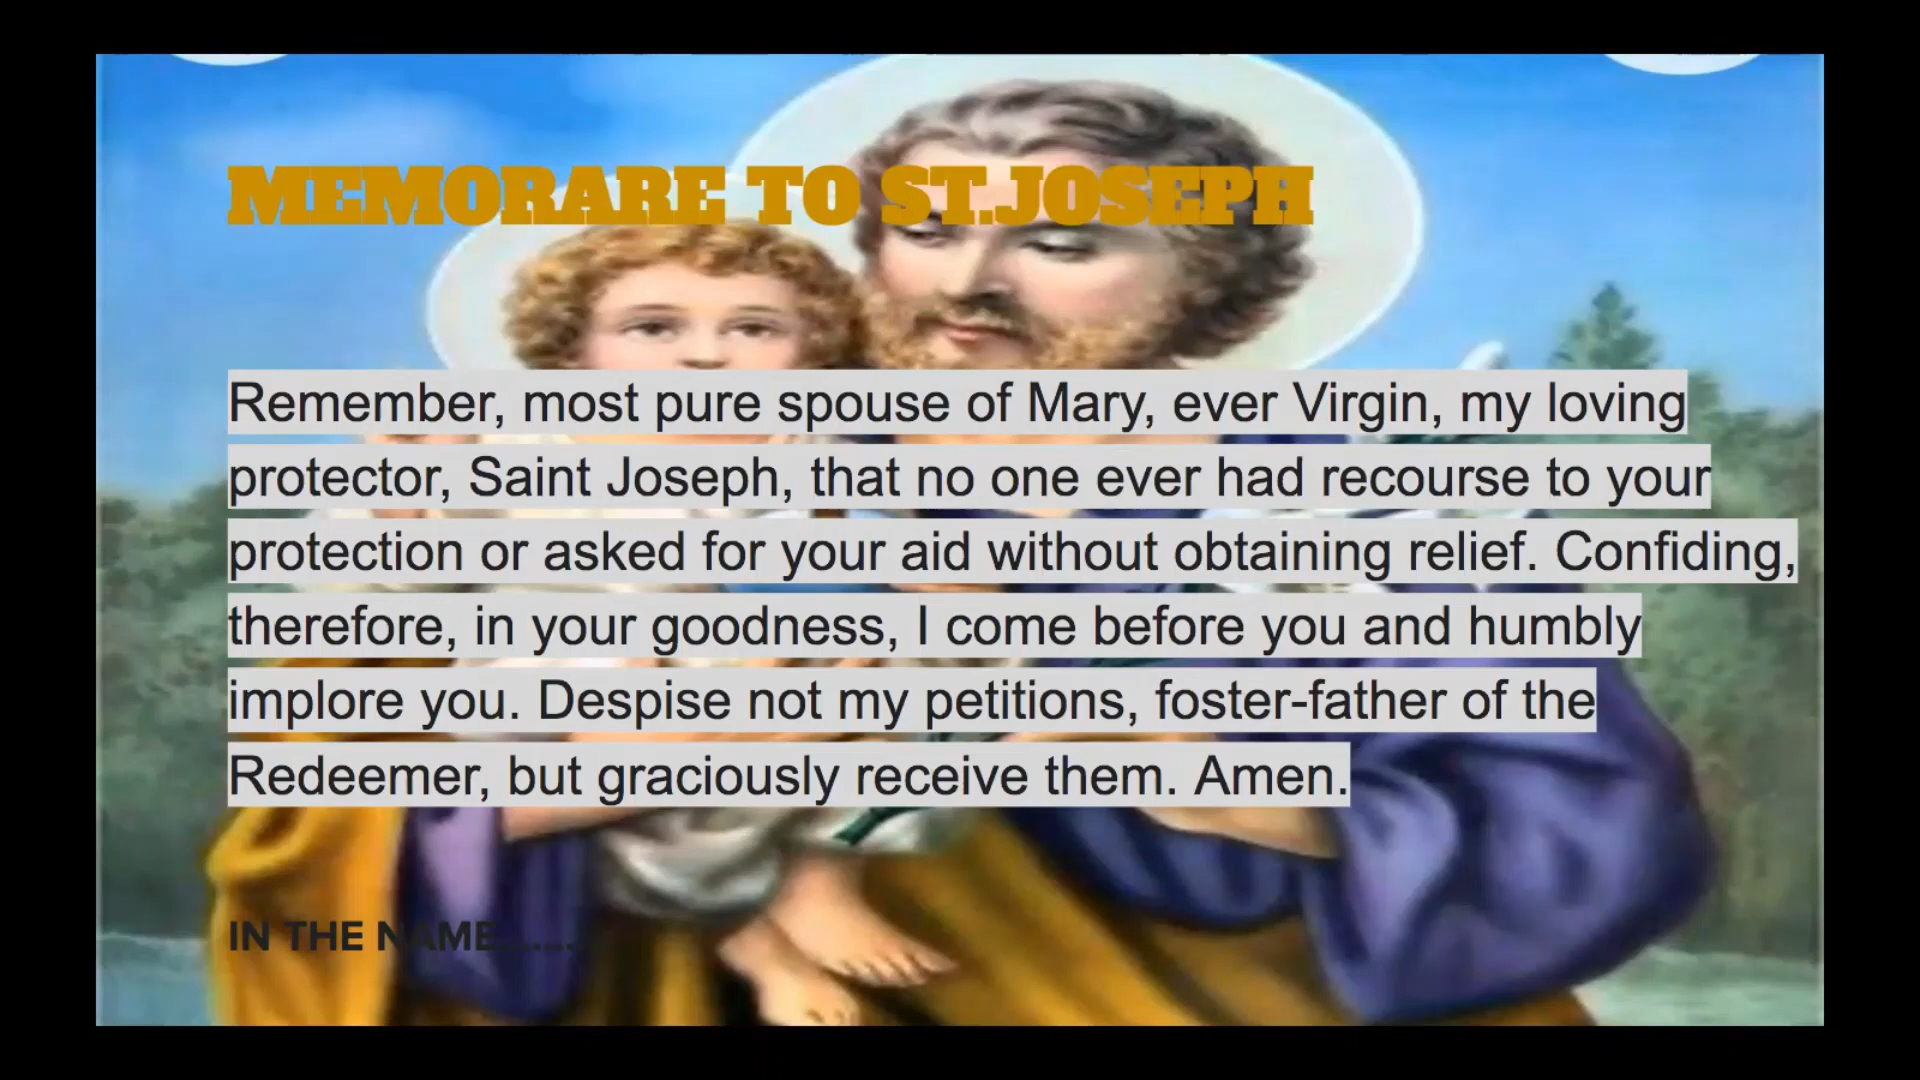 MEMORARE TO ST.JOSEPH
Remember, most pure spouse of Mary, ever Virgin, my loving
protector, Saint Joseph, that no one ever had recourse to your
protection or asked for your aid without obtaining relief. Confiding,
therefore, in your goodness, I come before you and humbly
implore you. Despise not my petitions, foster-father of the
Redeemer, but graciously receive them. Amen.
IN THE NAME.......